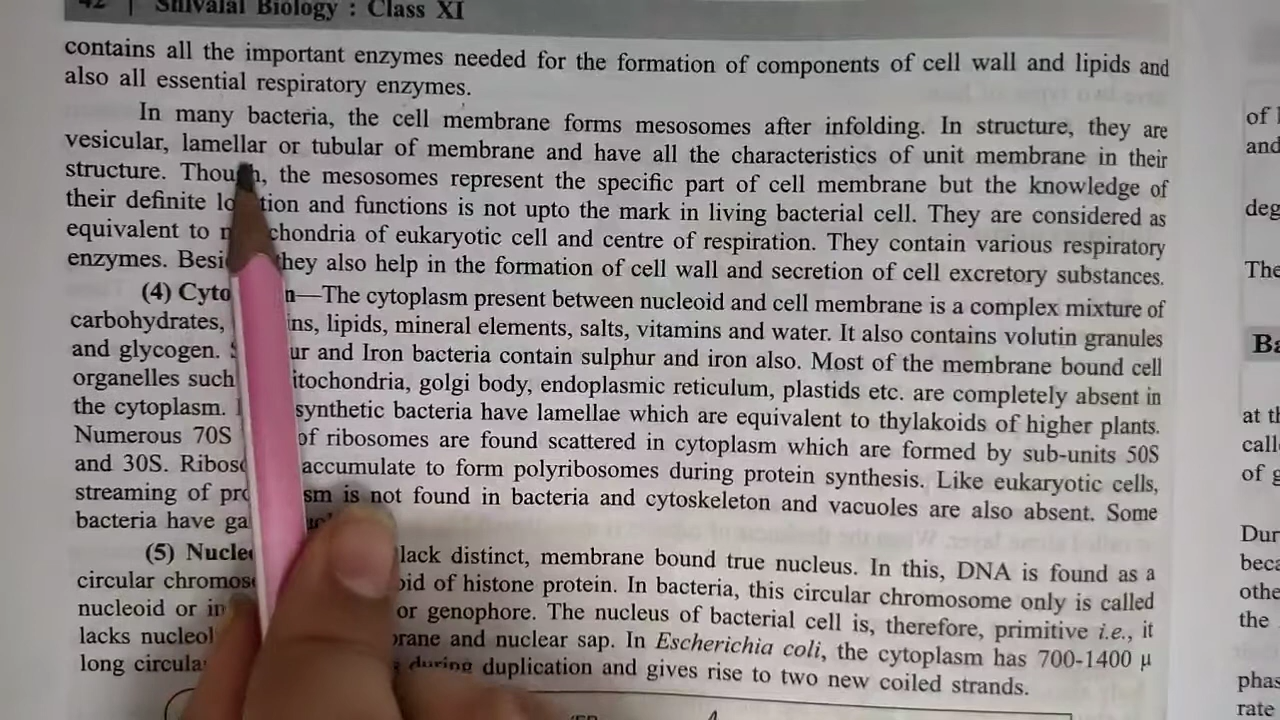 42 | Shivalal Biology : Class XI
contains all the important enzymes needed for the formation of components of cell wall and lipids and
also all essential respiratory enzymes.
In many bacteria, the cell membrane forms mesosomes after infolding. In structure, they are
vesicular, lamellar or tubular of membrane and have all the characteristics of unit membrane in their
structure. Though, the mesosomes represent the specific part of cell membrane but the knowledge of
their definite location and functions is not upto the mark in living bacterial cell. They are considered as
equivalent to mitochondria of eukaryotic cell and centre of respiration. They contain various respiratory
enzymes. Besides they also help in the formation of cell wall and secretion of cell excretory substances.
(4) Cyto n—The cytoplasm present between nucleoid and cell membrane is a complex mixture of
carbohydrates, ins, lipids, mineral elements, salts, vitamins and water. It also contains volutin granules
and glycogen. ur and Iron bacteria contain sulphur and iron also. Most of the membrane bound cell
organelles such itochondria, golgi body, endoplasmic reticulum, plastids etc. are completely absent in
the cytoplasm. synthetic bacteria have lamellae which are equivalent to thylakoids of higher plants.
Numerous 70S of ribosomes are found scattered in cytoplasm which are formed by sub-units 50S
and 30S. Ribos accumulate to form polyribosomes during protein synthesis. Like eukaryotic cells,
streaming of pro sm is not found in bacteria and cytoskeleton and vacuoles are also absent. Some
bacteria have ga
(5) Nucle lack distinct, membrane bound true nucleus. In this, DNA is found as a
circular chromos oid of histone protein. In bacteria, this circular chromosome only is called
nucleoid or in or genophore. The nucleus of bacterial cell is, therefore, primitive i.e., it
lacks nucleol brane and nuclear sap. In Escherichia coli, the cytoplasm has 700-1400 μ
long circula during duplication and gives rise to two new coiled strands.
of
and
deg
The
Ba
at th
call
of g
Dur
beca
othe
the
phas
rate